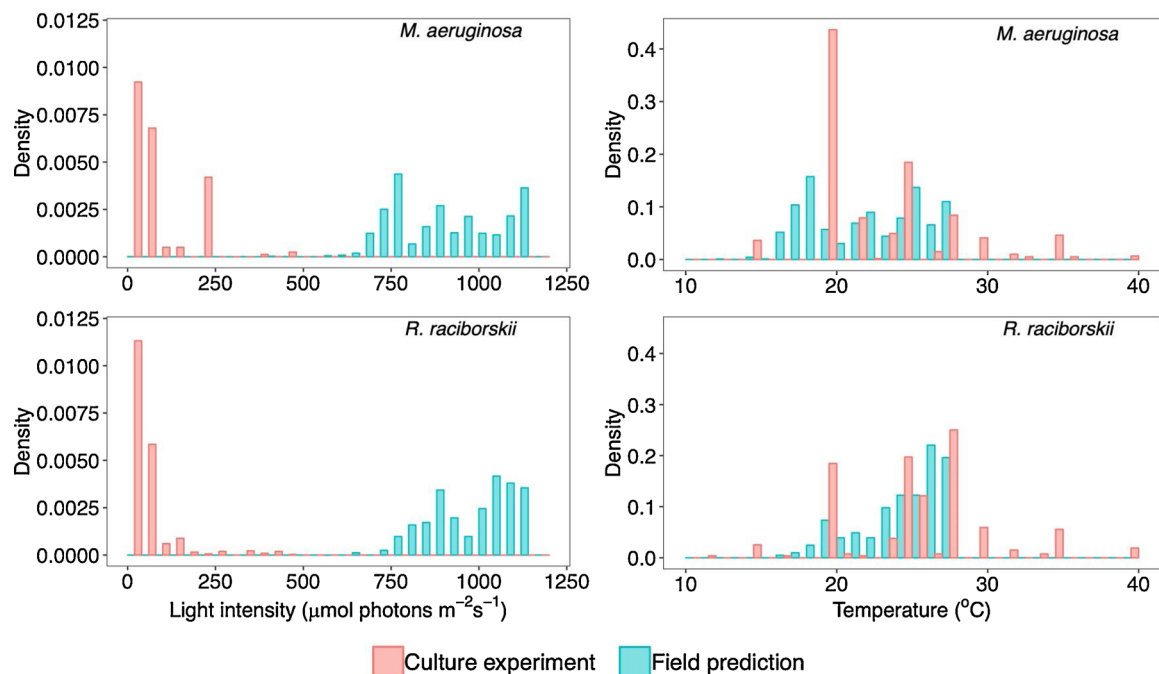 M. aeruginosa
0.0125
0.0100
0.0075
0.0050
0.0025
0.0000
Density
0 250 500 750 1000 1250
M. aeruginosa
0.4
0.3
0.2
0.1
0.0
Density
10 20 30 40
R. raciborskii
0.0125
0.0100
0.0075
0.0050
0.0025
0.0000
Density
0 250 500 750 1000 1250
Light intensity (μmol photons m⁻²s⁻¹)
R. raciborskii
0.4
0.3
0.2
0.1
0.0
Density
10 20 30 40
Temperature (°C)
Culture experiment Field prediction